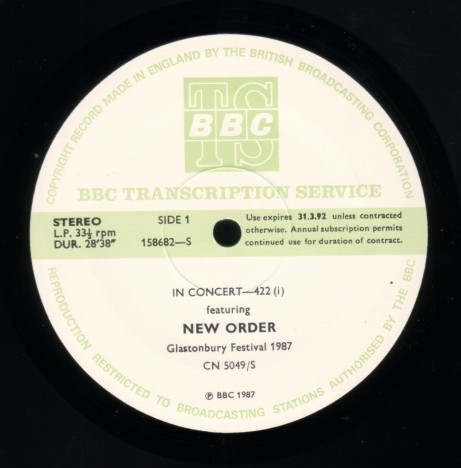 COPYRIGHT RECORD MADE IN ENGLAND BY THE BRITISH BROADCASTING CORPORATION
TS
BBC
BBC TRANSCRIPTION SERVICE
STEREO
L.P. 33⅓ rpm
DUR. 28'38"
SIDE 1
158682—S
Use expires 31.3.92 unless contracted
otherwise. Annual subscription permits
continued use for duration of contract.
IN CONCERT—422 (i)
featuring
NEW ORDER
Glastonbury Festival 1987
CN 5049/S
℗ BBC 1987
REPRODUCTION RESTRICTED TO BROADCASTING STATIONS AUTHORISED BY THE BBC